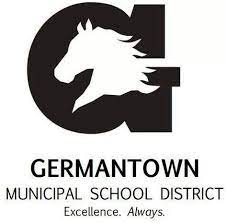 G
GERMANTOWN
MUNICIPAL SCHOOL DISTRICT
Excellence. Always.